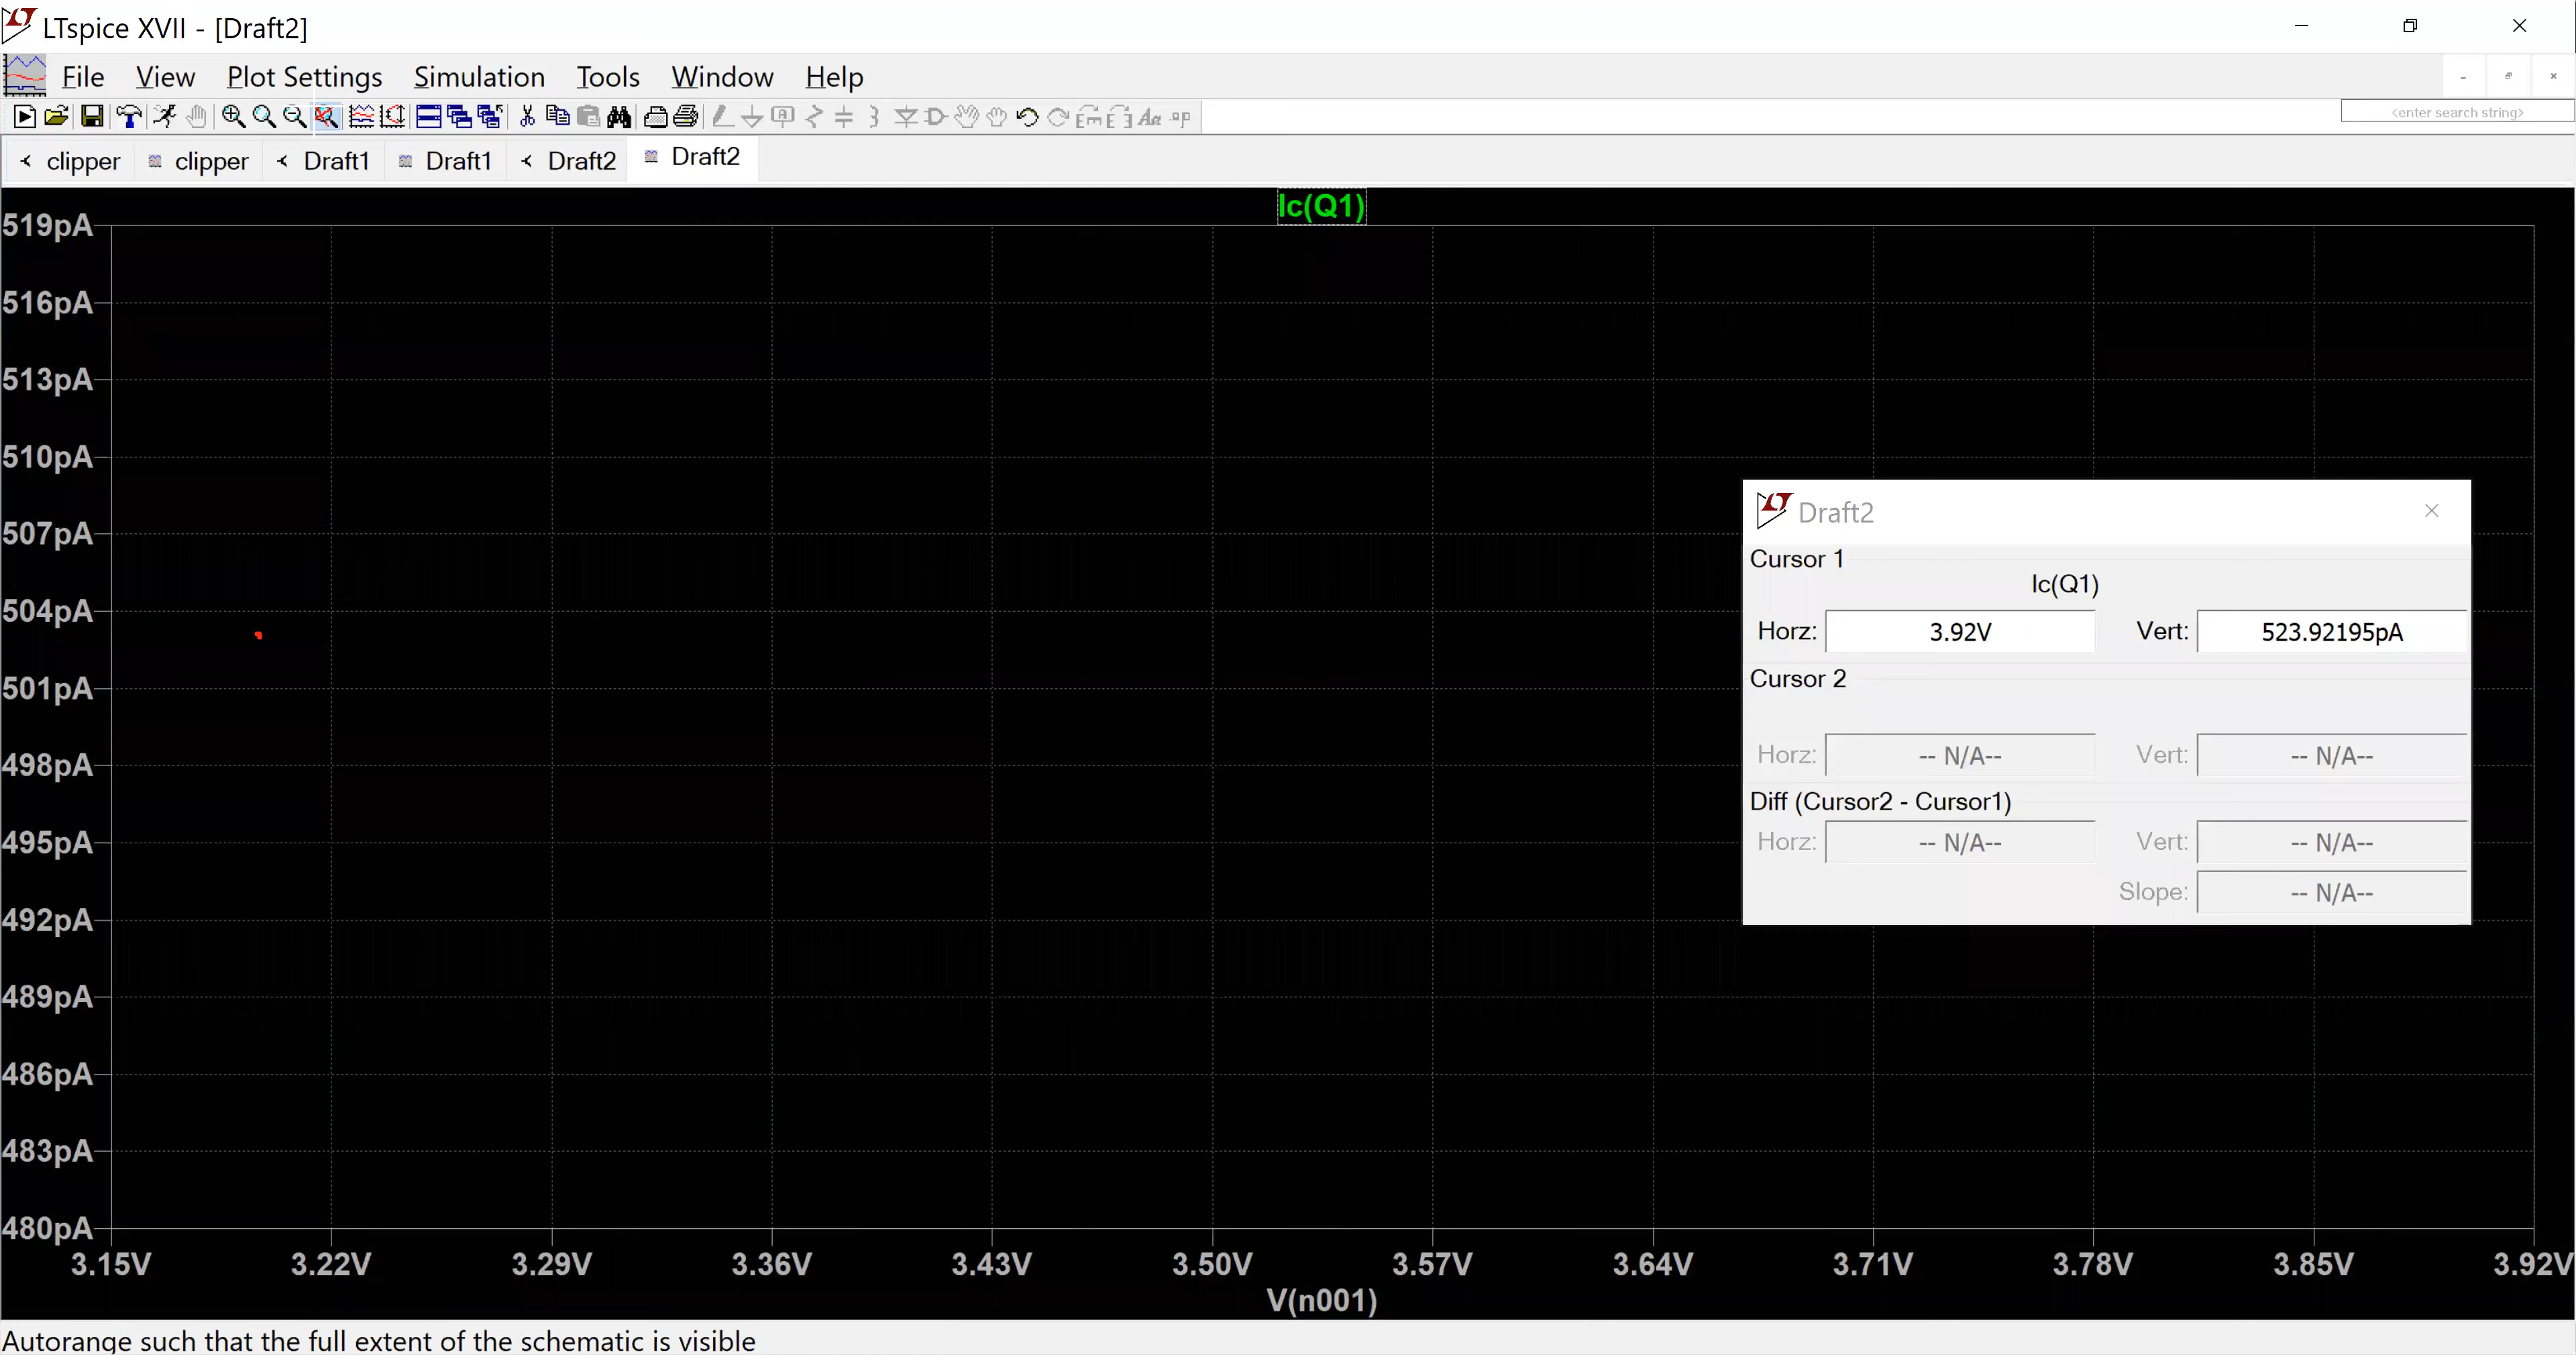 LTspice XVII - [Draft2]
File View Plot Settings Simulation Tools Window Help
<enter search string>
clipper clipper Draft1 Draft1 Draft2 Draft2
Ic(Q1)
519pA
516pA
513pA
510pA
507pA
504pA
501pA
498pA
495pA
492pA
489pA
486pA
483pA
480pA
Draft2
Cursor 1
Ic(Q1)
Horz: 3.92V Vert: 523.92195pA
Cursor 2
Horz: -- N/A-- Vert: -- N/A--
Diff (Cursor2 - Cursor1)
Horz: -- N/A-- Vert: -- N/A--
Slope: -- N/A--
3.15V 3.22V 3.29V 3.36V 3.43V 3.50V 3.57V 3.64V 3.71V 3.78V 3.85V 3.92V
V(n001)
Autorange such that the full extent of the schematic is visible